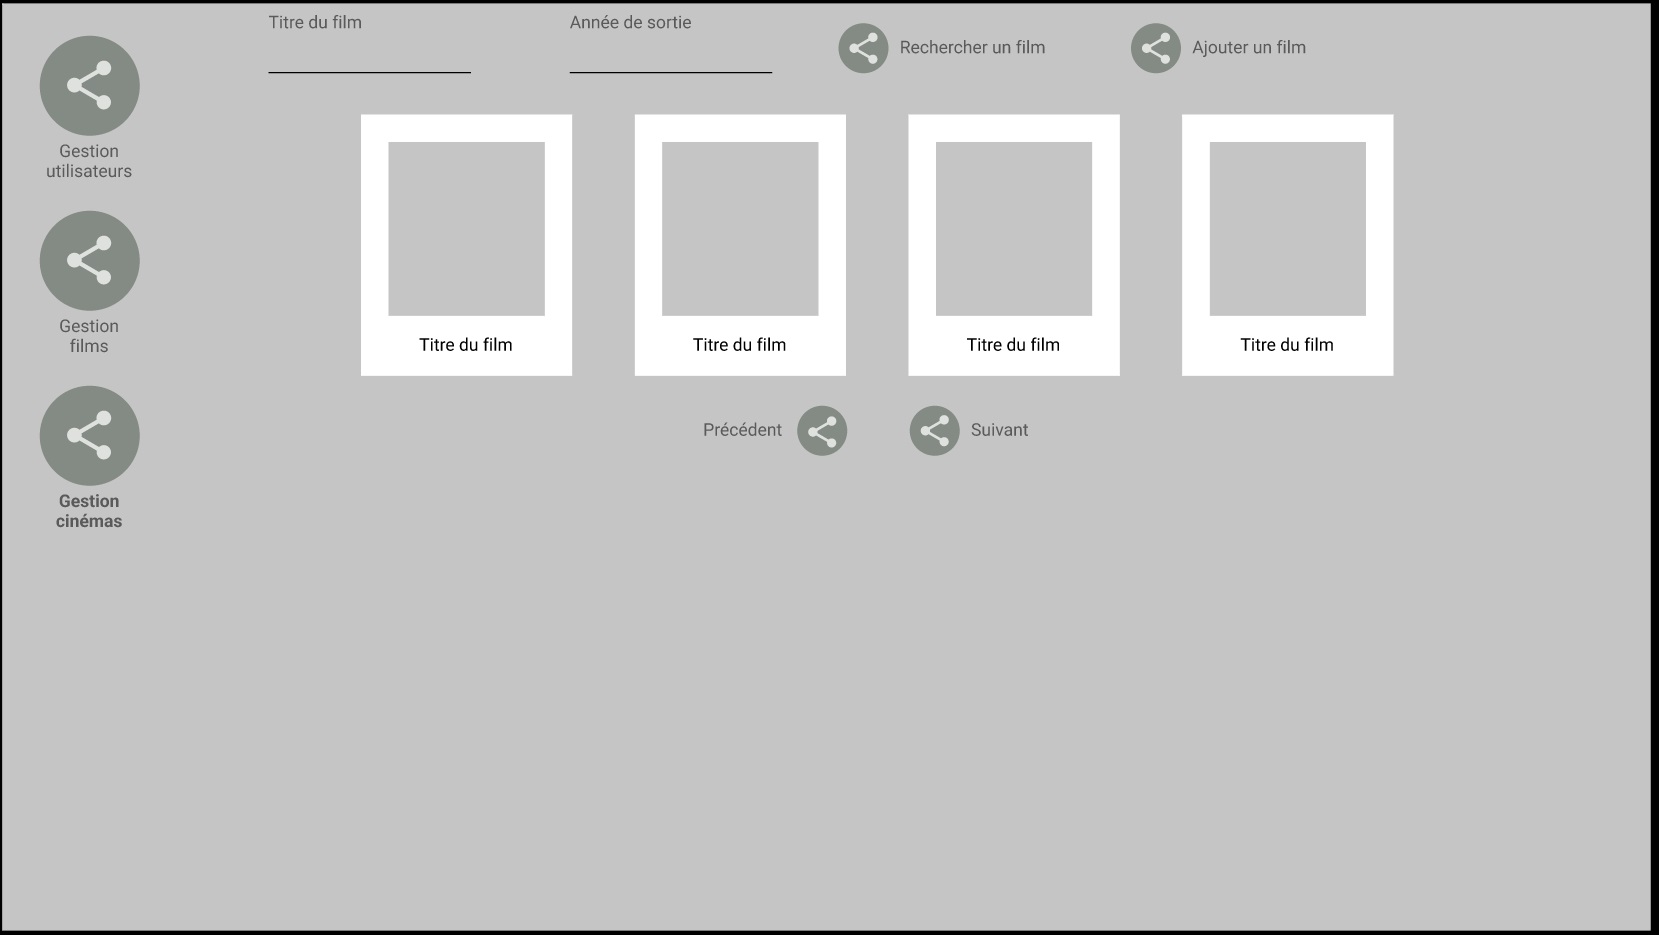 Titre du film
Année de sortie
Rechercher un film
Ajouter un film
Gestion
utilisateurs
Gestion
films
Gestion
cinémas
Titre du film
Titre du film
Titre du film
Titre du film
Précédent
Suivant